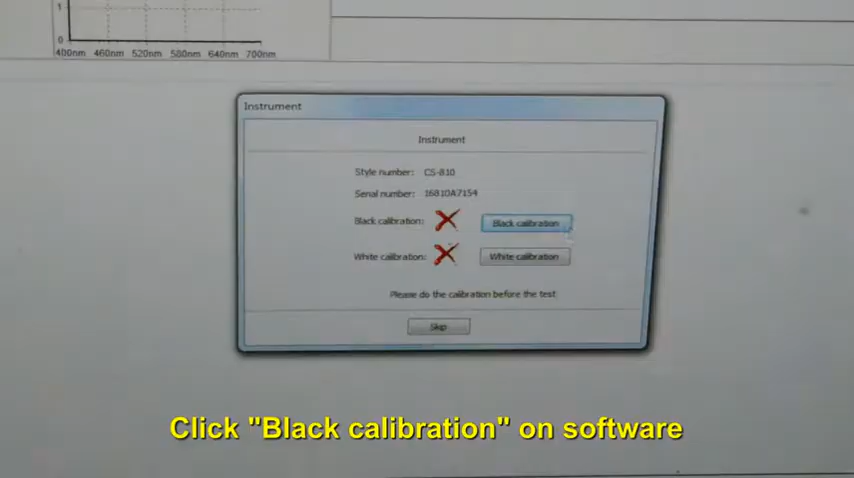 1
0
400nm 460nm 520nm 580nm 640nm 700nm
Instrument
Instrument
Style number: CS-810
Serial number: 16810A7154
Black calibration: Black calibration
White calibration: White calibration
Please do the calibration before the test
Skip
Click "Black calibration" on software